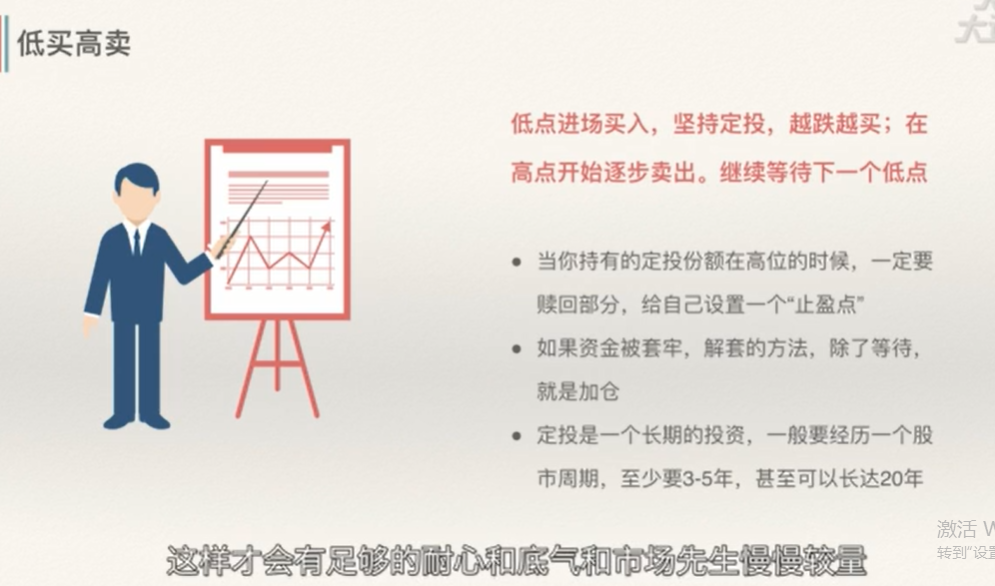 低买高卖
低点进场买入，坚持定投，越跌越买；在
高点开始逐步卖出。继续等待下一个低点
● 当你持有的定投份额在高位的时候，一定要
赎回部分，给自己设置一个“止盈点”
● 如果资金被套牢，解套的方法，除了等待，
就是加仓
● 定投是一个长期的投资，一般要经历一个股
市周期，至少要3-5年，甚至可以长达20年
激活 W
转到"设置
这样才会有足够的耐心和底气和市场先生慢慢较量